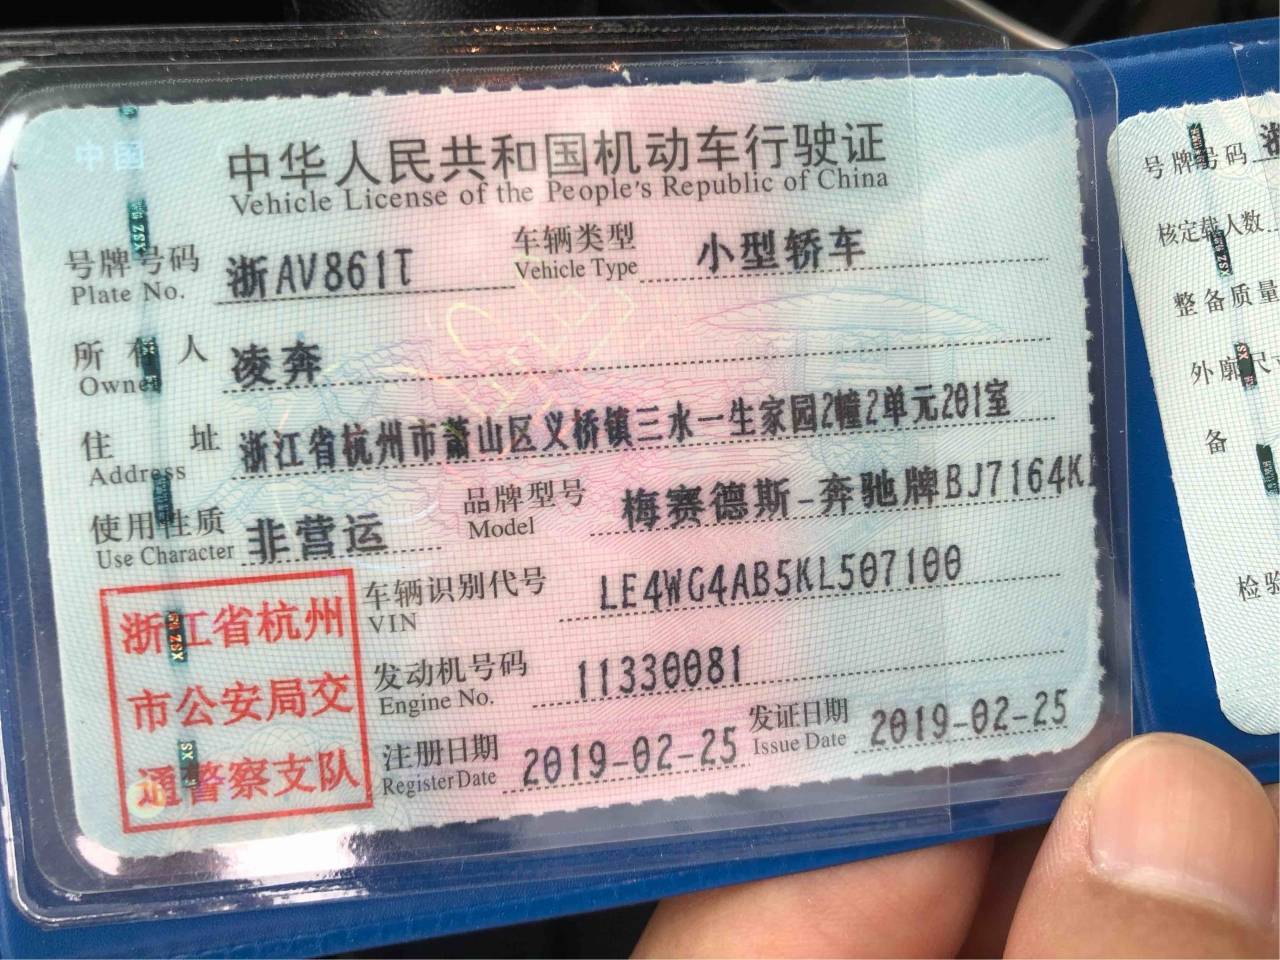 中国
中华人民共和国机动车行驶证
Vehicle License of the People's Republic of China
号牌号码 浙AV861T 车辆类型 小型轿车
Plate No. Vehicle Type
所有人 凌奔
Owner
住址 浙江省杭州市萧山区义桥镇三水一生家园2幢2单元201室
Address
使用性质 非营运 品牌型号 梅赛德斯-奔驰牌BJ7164K
Use Character Model
浙江省杭州
市公安局交
通警察支队
车辆识别代号 LE4WG4AB5KL507100
VIN
发动机号码 11330081
Engine No.
注册日期 2019-02-25 发证日期 2019-02-25
Register Date Issue Date
号牌号码
核定载人数
整备质量
外廓尺
备
检验